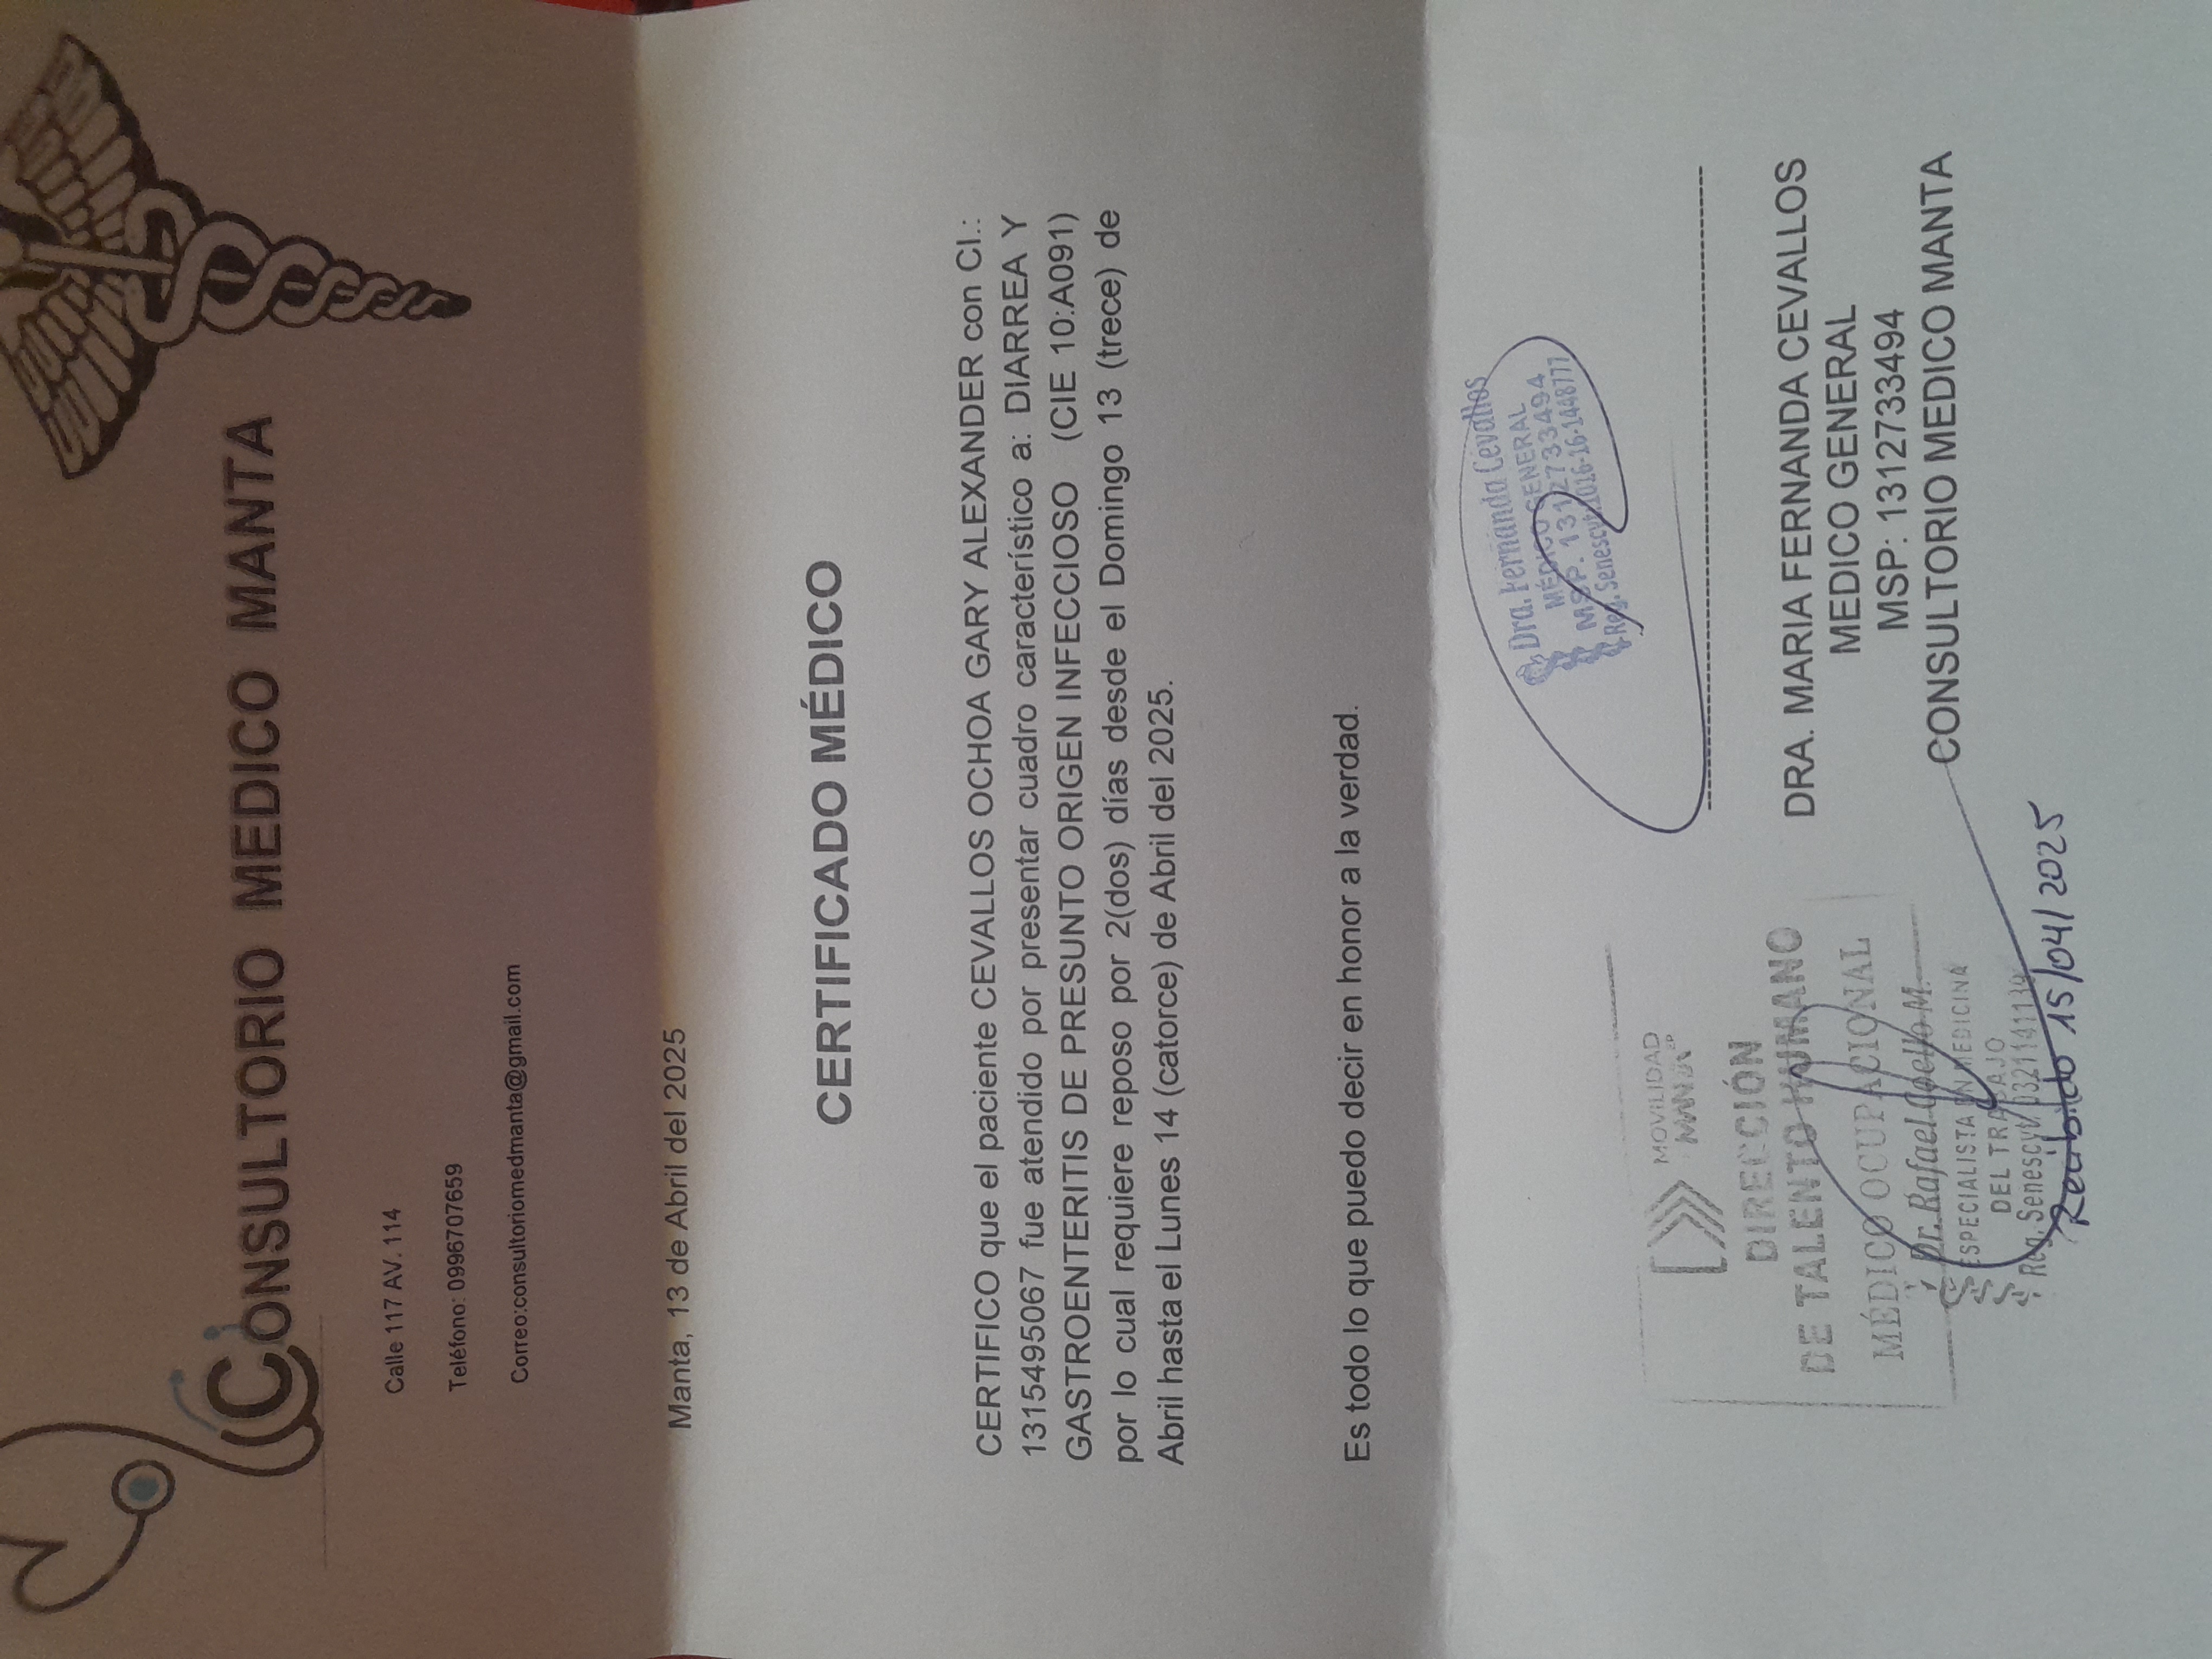 CONSULTORIO MEDICO MANTA
Calle 117 AV. 114
Teléfono: 0996707659
Correo:consultoriomedmanta@gmail.com
Manta, 13 de Abril del 2025
CERTIFICADO MÉDICO
CERTIFICO que el paciente CEVALLOS OCHOA GARY ALEXANDER con CI.:
1315495067 fue atendido por presentar cuadro característico a: DIARREA Y
GASTROENTERITIS DE PRESUNTO ORIGEN INFECCIOSO (CIE 10:A091)
por lo cual requiere reposo por 2(dos) días desde el Domingo 13 (trece) de
Abril hasta el Lunes 14 (catorce) de Abril del 2025.
Es todo lo que puedo decir en honor a la verdad.
Dra. Fernanda Cevallos
MÉDICO GENERAL
MSP. 1312733494
Reg. Senescyt:1016-16-1448777
DRA. MARIA FERNANDA CEVALLOS
MEDICO GENERAL
MSP: 1312733494
CONSULTORIO MEDICO MANTA
MOVILIDAD
MANTA EP
DIRECCIÓN
DE TALENTO HUMANO
MÉDICO OCUPACIONAL
Dr. Rafael Coello M.
ESPECIALISTA EN MEDICINA
DEL TRABAJO
Reg. Senescyt. 0321141139
Recibido 15/04/2025